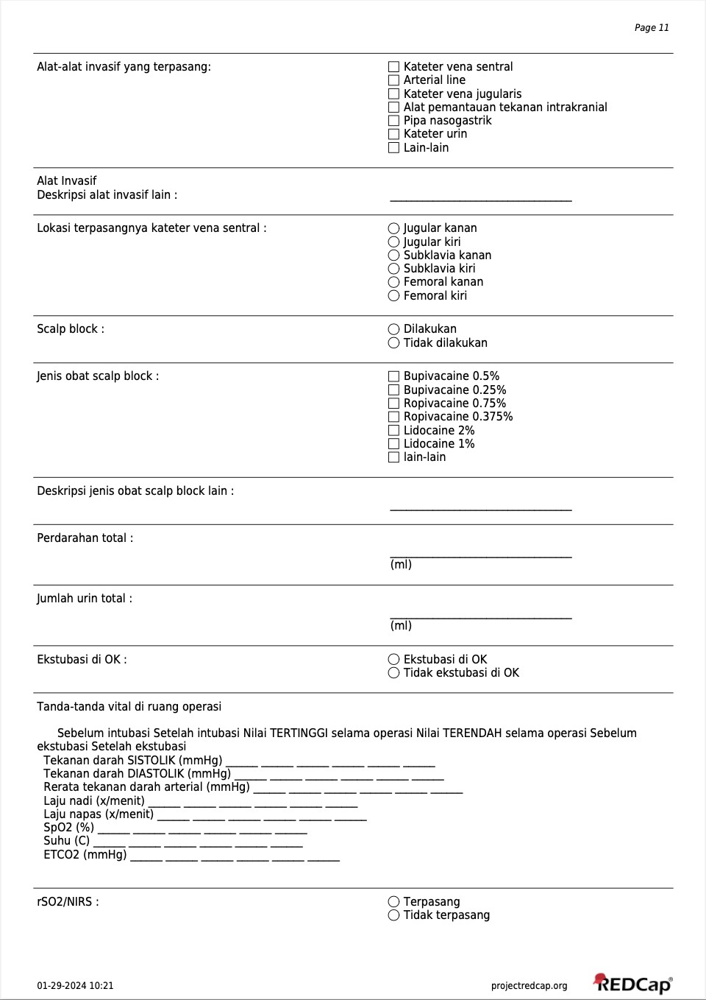 Page 11
Alat-alat invasif yang terpasang:
Kateter vena sentral
Arterial line
Kateter vena jugularis
Alat pemantauan tekanan intrakranial
Pipa nasogastrik
Kateter urin
Lain-lain
Alat Invasif
Deskripsi alat invasif lain :
Lokasi terpasangnya kateter vena sentral :
Jugular kanan
Jugular kiri
Subklavia kanan
Subklavia kiri
Femoral kanan
Femoral kiri
Scalp block :
Dilakukan
Tidak dilakukan
Jenis obat scalp block :
Bupivacaine 0.5%
Bupivacaine 0.25%
Ropivacaine 0.75%
Ropivacaine 0.375%
Lidocaine 2%
Lidocaine 1%
lain-lain
Deskripsi jenis obat scalp block lain :
Perdarahan total :
(ml)
Jumlah urin total :
(ml)
Ekstubasi di OK :
Ekstubasi di OK
Tidak ekstubasi di OK
Tanda-tanda vital di ruang operasi
Sebelum intubasi Setelah intubasi Nilai TERTINGGI selama operasi Nilai TERENDAH selama operasi Sebelum
ekstubasi Setelah ekstubasi
Tekanan darah SISTOLIK (mmHg) ______ ______ ______ ______ ______ ______
Tekanan darah DIASTOLIK (mmHg) ______ ______ ______ ______ ______ ______
Rerata tekanan darah arterial (mmHg) ______ ______ ______ ______ ______ ______
Laju nadi (x/menit) ______ ______ ______ ______ ______ ______
Laju napas (x/menit) ______ ______ ______ ______ ______ ______
SpO2 (%) ______ ______ ______ ______ ______ ______
Suhu (C) ______ ______ ______ ______ ______ ______
ETCO2 (mmHg) ______ ______ ______ ______ ______ ______
rSO2/NIRS :
Terpasang
Tidak terpasang
01-29-2024 10:21
projectredcap.org
REDCap®